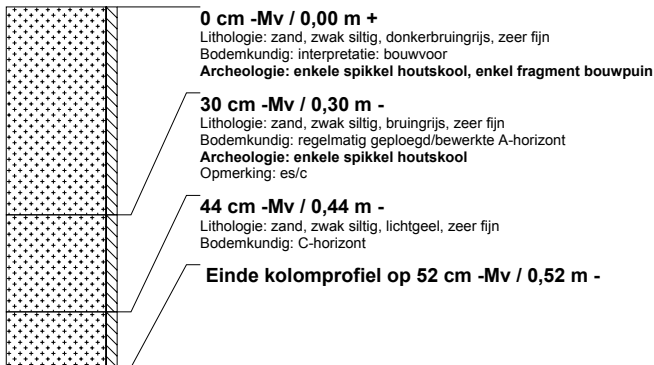 0 cm -Mv / 0,00 m +
Lithologie: zand, zwak siltig, donkerbruingrijs, zeer fijn
Bodemkundig: interpretatie: bouwvoor
Archeologie: enkele spikkel houtskool, enkel fragment bouwpuin
30 cm -Mv / 0,30 m -
Lithologie: zand, zwak siltig, bruingrijs, zeer fijn
Bodemkundig: regelmatig geploegd/bewerkte A-horizont
Archeologie: enkele spikkel houtskool
Opmerking: es/c
44 cm -Mv / 0,44 m -
Lithologie: zand, zwak siltig, lichtgeel, zeer fijn
Bodemkundig: C-horizont
Einde kolomprofiel op 52 cm -Mv / 0,52 m -